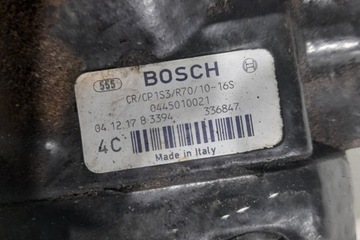 555 BOSCH
CR/CP1S3/R70/10-16S
0445010021
04.12.17 B 3394 336847
4C
Made in Italy